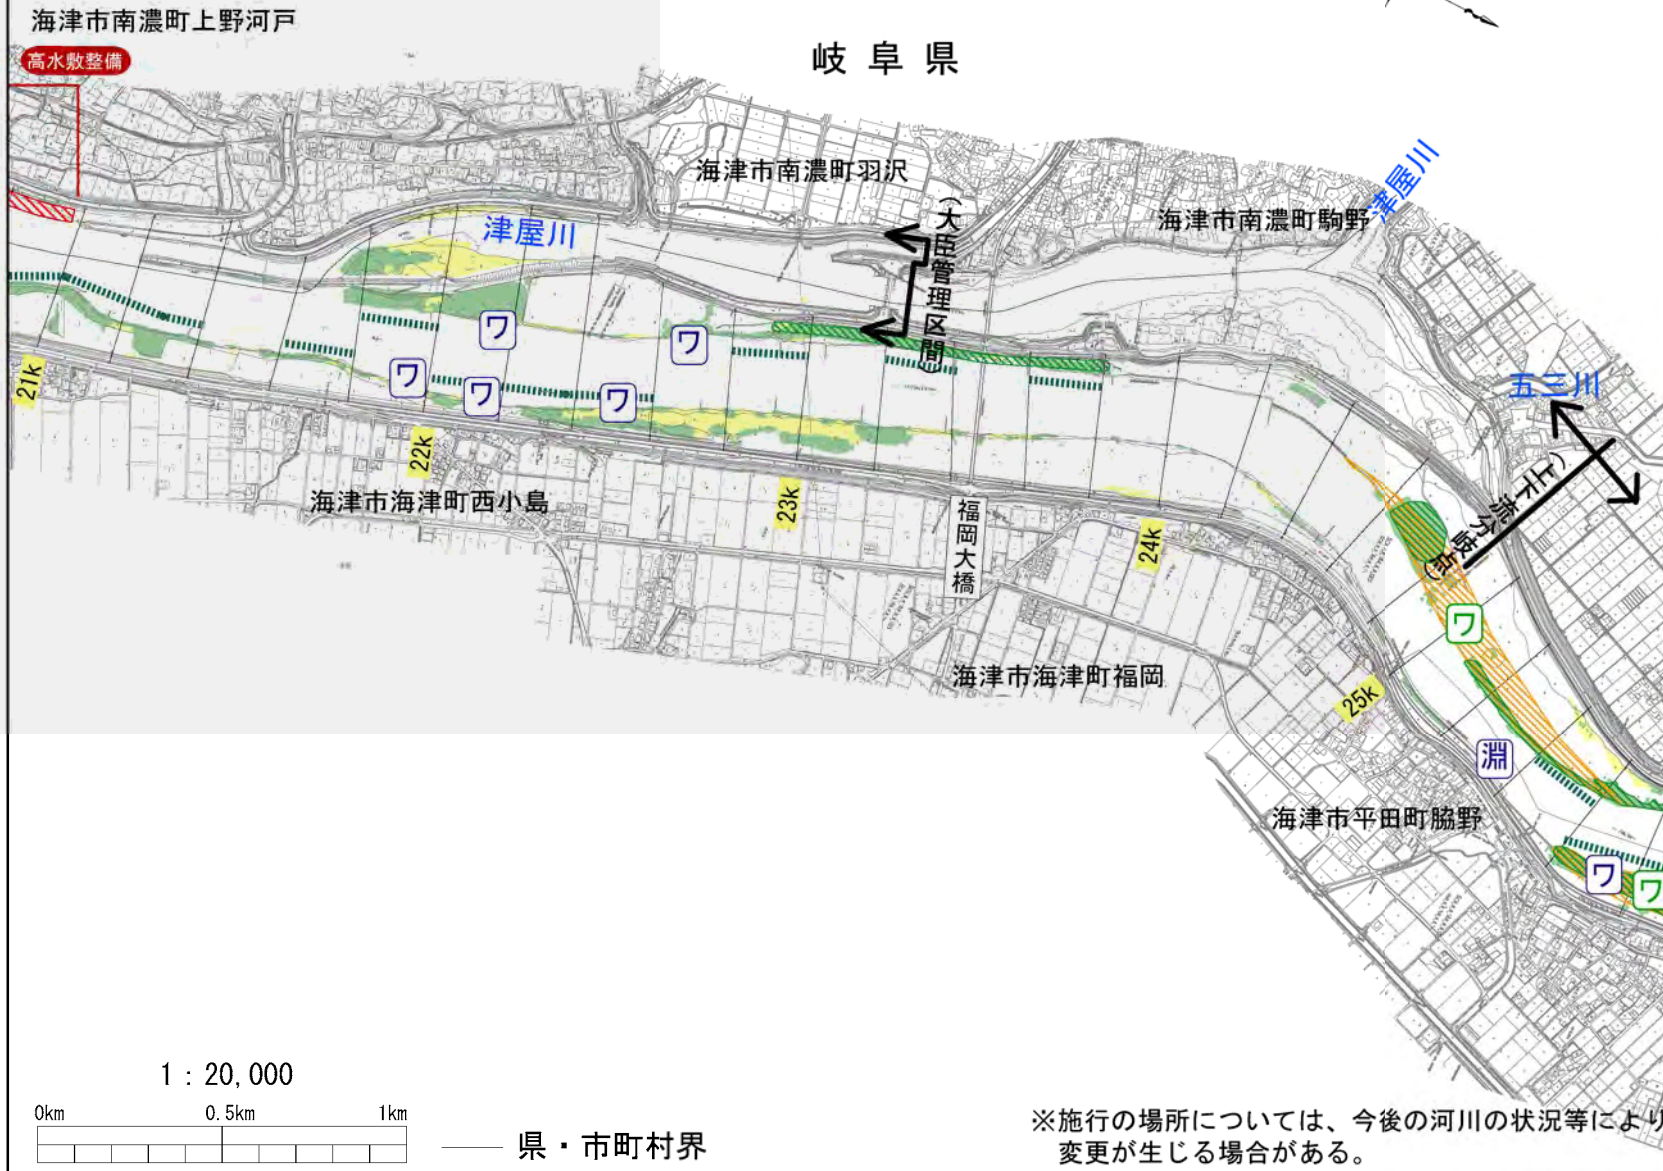 海津市南濃町上野河戸
高水敷整備
岐阜県
海津市南濃町羽沢
津屋川
(大臣管理区間)
海津市南濃町駒野
津屋川
五三川
(上下流分岐点)
ワ
ワ
ワ
ワ
ワ
21k
22k
23k
24k
25k
海津市海津町西小島
福岡大橋
海津市海津町福岡
ワ
淵
海津市平田町脇野
ワ
ワ
1:20,000
0km 0.5km 1km
県・市町村界
※施行の場所については、今後の河川の状況等により
変更が生じる場合がある。